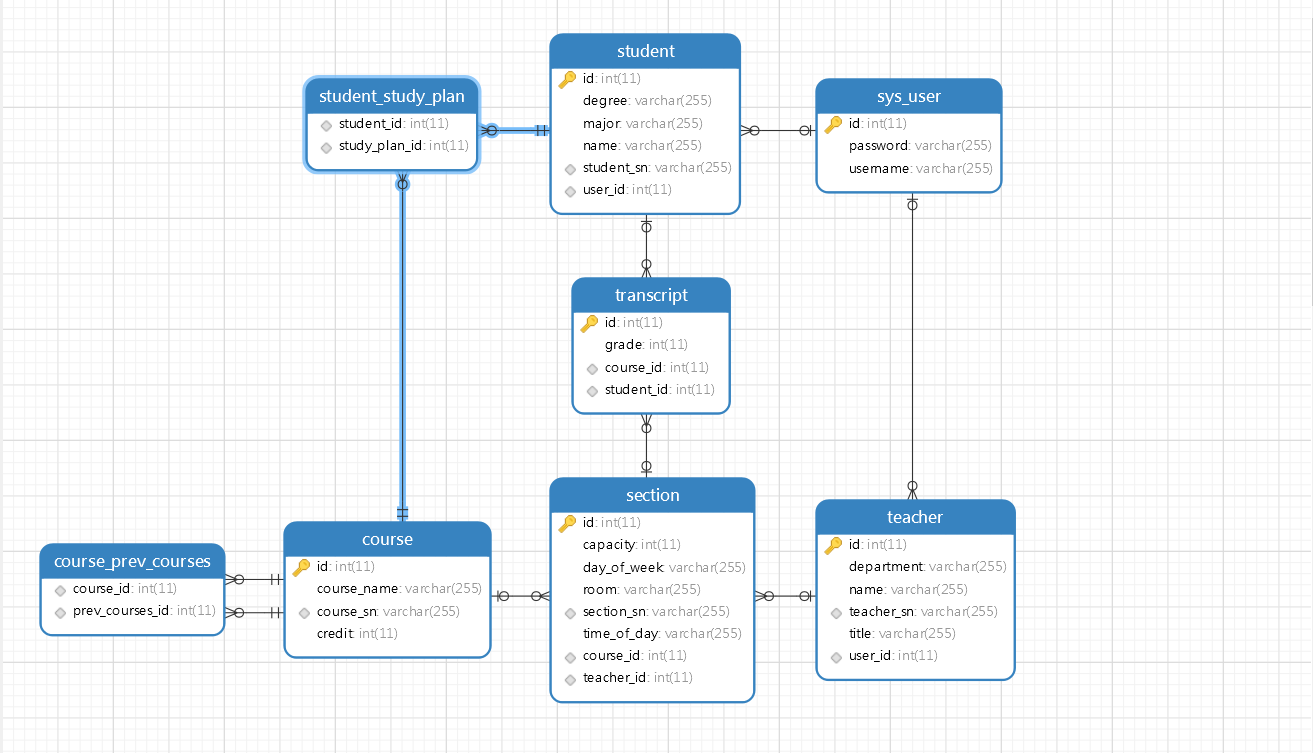 student
id: int(11)
degree: varchar(255)
major: varchar(255)
name: varchar(255)
student_sn: varchar(255)
user_id: int(11)
student_study_plan
student_id: int(11)
study_plan_id: int(11)
sys_user
id: int(11)
password: varchar(255)
username: varchar(255)
transcript
id: int(11)
grade: int(11)
course_id: int(11)
student_id: int(11)
section
id: int(11)
capacity: int(11)
day_of_week: varchar(255)
room: varchar(255)
section_sn: varchar(255)
time_of_day: varchar(255)
course_id: int(11)
teacher_id: int(11)
teacher
id: int(11)
department: varchar(255)
name: varchar(255)
teacher_sn: varchar(255)
title: varchar(255)
user_id: int(11)
course
id: int(11)
course_name: varchar(255)
course_sn: varchar(255)
credit: int(11)
course_prev_courses
course_id: int(11)
prev_courses_id: int(11)